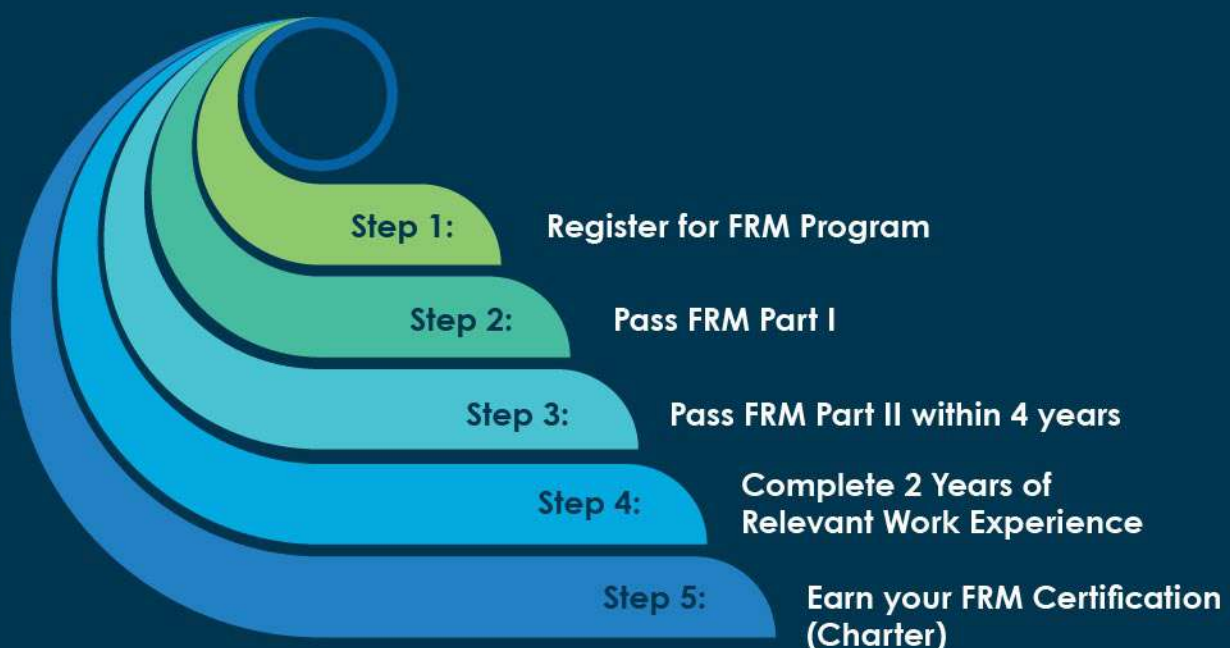 Step 1: Register for FRM Program
Step 2: Pass FRM Part I
Step 3: Pass FRM Part II within 4 years
Step 4: Complete 2 Years of
Relevant Work Experience
Step 5: Earn your FRM Certification
(Charter)